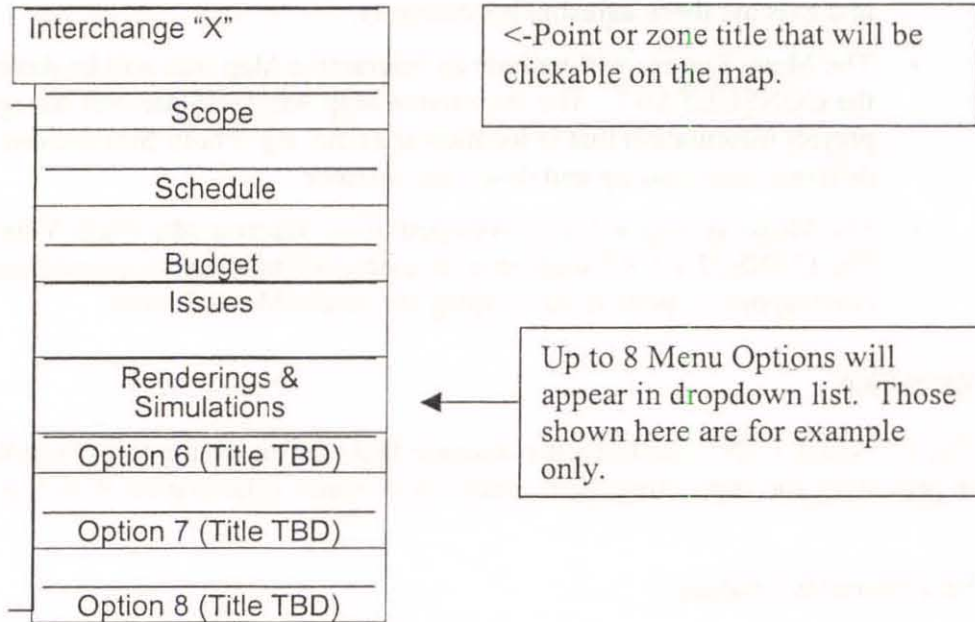 Interchange “X”
<-Point or zone title that will be
clickable on the map.
Scope
Schedule
Budget
Issues
Renderings &
Simulations
Option 6 (Title TBD)
Option 7 (Title TBD)
Option 8 (Title TBD)
Up to 8 Menu Options will
appear in dropdown list.  Those
shown here are for example
only.